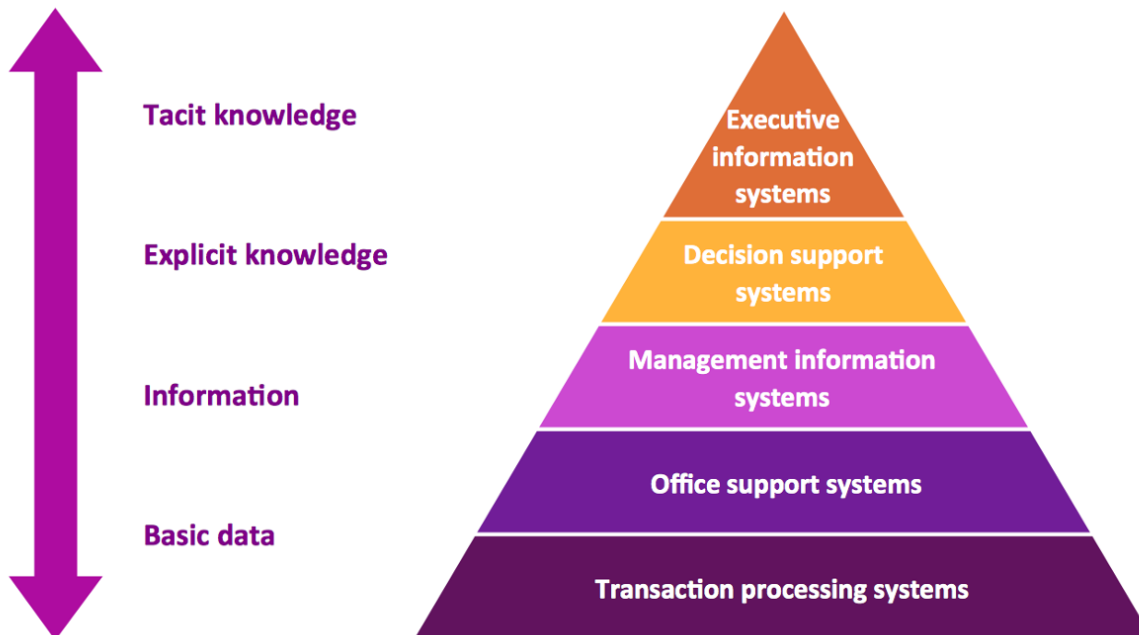 Tacit knowledge
Explicit knowledge
Information
Basic data
Executive
information
systems
Decision support
systems
Management information
systems
Office support systems
Transaction processing systems